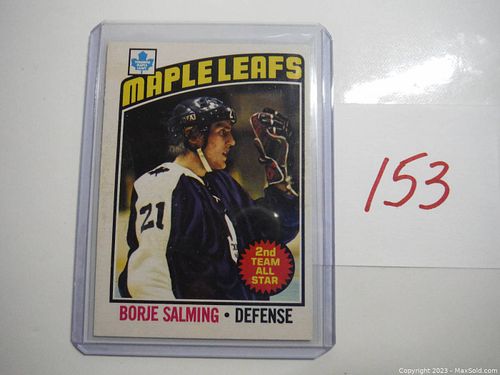 MAPLE LEAFS
21
2nd
TEAM
ALL
STAR
BORJE SALMING • DEFENSE
153
Copyright 2023 - MaxSold.com